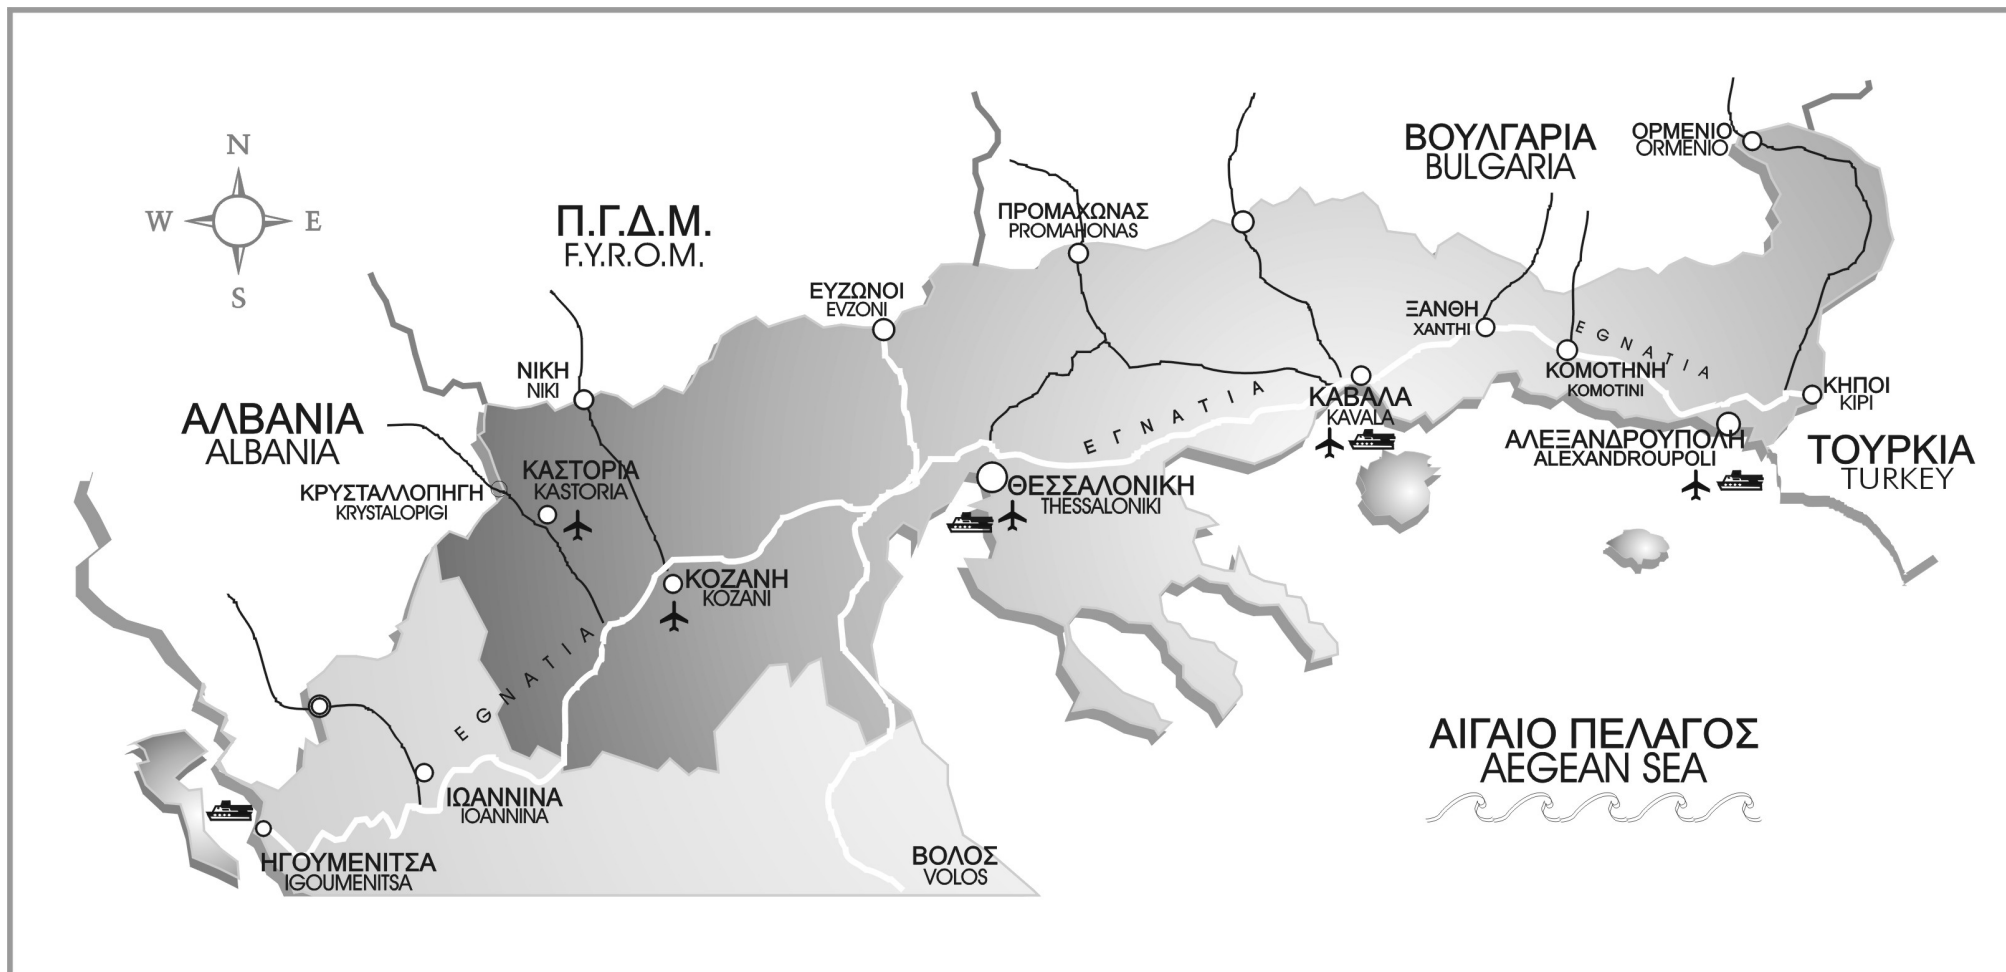 N
W
E
S
Π.Γ.Δ.Μ.
F.Y.R.O.M.
ΒΟΥΛΓΑΡΙΑ
BULGARIA
ΟΡΜΕΝΙΟ
ORMENIO
ΠΡΟΜΑΧΩΝΑΣ
PROMAHONAS
ΕΥΖΩΝΟΙ
EVZONI
ΞΑΝΘΗ
XANTHI
EGNATIA
ΝΙΚΗ
NIKI
ΚΟΜΟΤΗΝΗ
KOMOTINI
ΚΗΠΟΙ
KIPI
ΑΛΒΑΝΙΑ
ALBANIA
ΕΓΝΑΤΙΑ
ΚΑΒΑΛΑ
KAVALA
ΑΛΕΞΑΝΔΡΟΥΠΟΛΗ
ALEXANDROUPOLI
ΤΟΥΡΚΙΑ
TURKEY
ΚΑΣΤΟΡΙΑ
KASTORIA
ΚΡΥΣΤΑΛΛΟΠΗΓΗ
KRYSTALOPIGI
ΘΕΣΣΑΛΟΝΙΚΗ
THESSALONIKI
ΚΟΖΑΝΗ
KOZANI
EGNATIA
ΑΙΓΑΙΟ ΠΕΛΑΓΟΣ
AEGEAN SEA
ΙΩΑΝΝΙΝΑ
IOANNINA
ΗΓΟΥΜΕΝΙΤΣΑ
IGOUMENITSA
ΒΟΛΟΣ
VOLOS